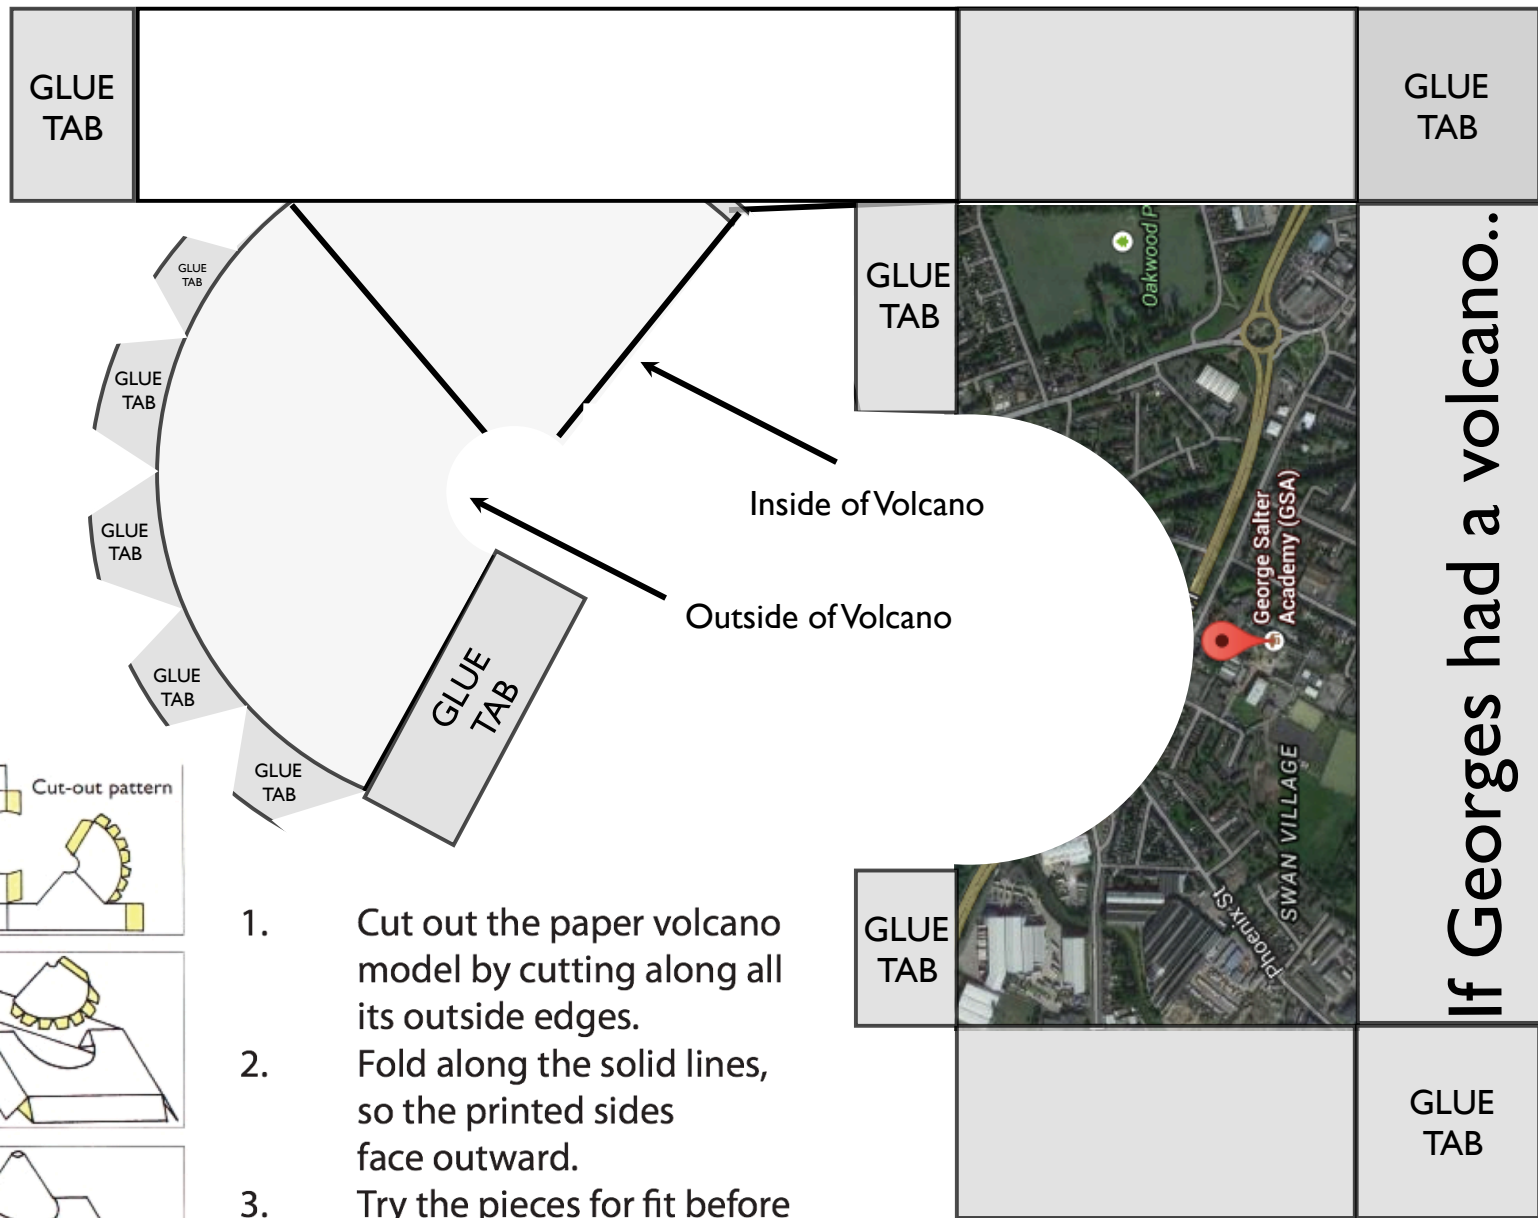 GLUE
TAB
GLUE
TAB
GLUE
TAB
GLUE
TAB
GLUE
TAB
GLUE
TAB
GLUE
TAB
GLUE
TAB
GLUE
TAB
Inside of Volcano
Outside of Volcano
Oakwood P
George Salter
Academy (GSA)
SWAN VILLAGE
Phoenix St
If Georges had a volcano..
GLUE
TAB
GLUE
TAB
Cut-out pattern
1. Cut out the paper volcano
model by cutting along all
its outside edges.
2. Fold along the solid lines,
so the printed sides
face outward.
3. Try the pieces for fit before